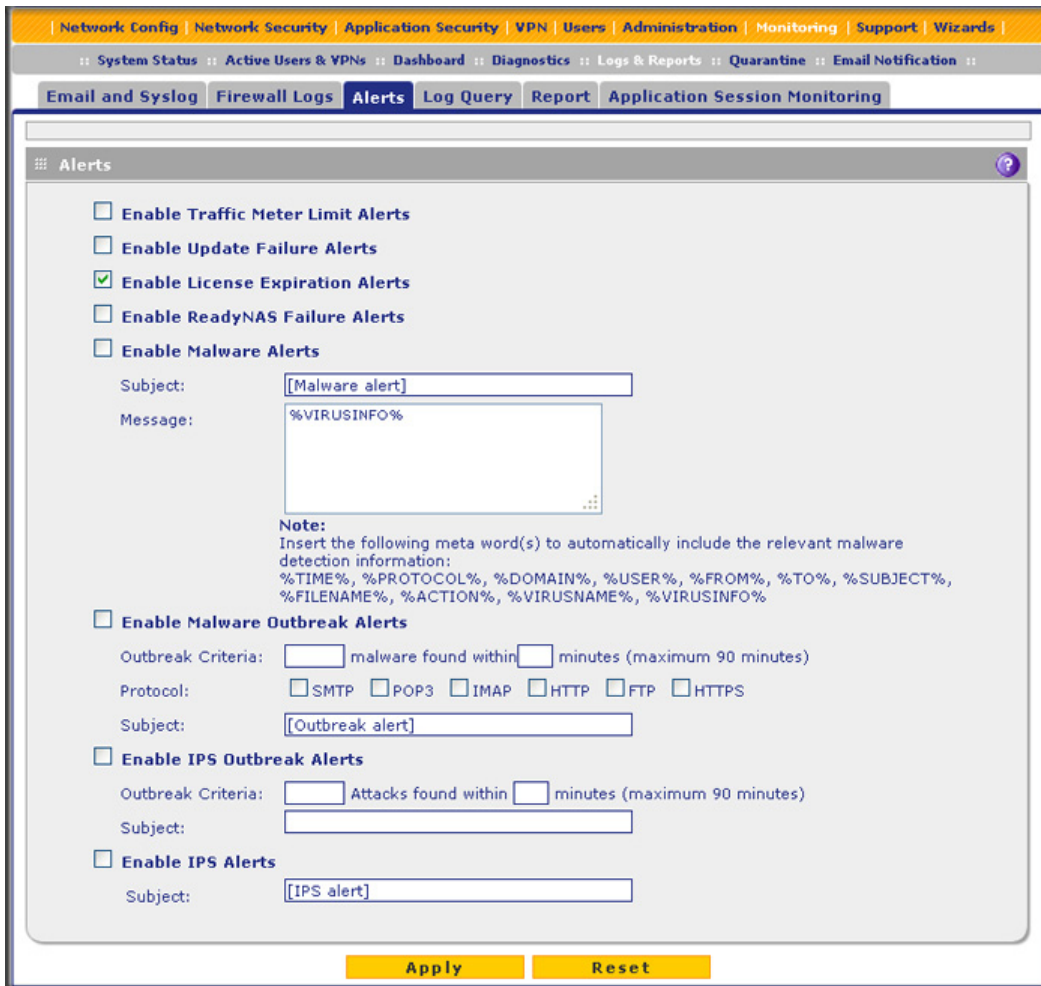 | Network Config | Network Security | Application Security | VPN | Users | Administration | Monitoring | Support | Wizards |
:: System Status :: Active Users & VPNs :: Dashboard :: Diagnostics :: Logs & Reports :: Quarantine :: Email Notification ::
Email and Syslog Firewall Logs Alerts Log Query Report Application Session Monitoring
Alerts ?
Enable Traffic Meter Limit Alerts
Enable Update Failure Alerts
Enable License Expiration Alerts
Enable ReadyNAS Failure Alerts
Enable Malware Alerts
Subject: [Malware alert]
Message: %VIRUSINFO%
Note:
Insert the following meta word(s) to automatically include the relevant malware
detection information:
%TIME%, %PROTOCOL%, %DOMAIN%, %USER%, %FROM%, %TO%, %SUBJECT%,
%FILENAME%, %ACTION%, %VIRUSNAME%, %VIRUSINFO%
Enable Malware Outbreak Alerts
Outbreak Criteria: malware found within minutes (maximum 90 minutes)
Protocol: SMTP POP3 IMAP HTTP FTP HTTPS
Subject: [Outbreak alert]
Enable IPS Outbreak Alerts
Outbreak Criteria: Attacks found within minutes (maximum 90 minutes)
Subject:
Enable IPS Alerts
Subject: [IPS alert]
Apply Reset